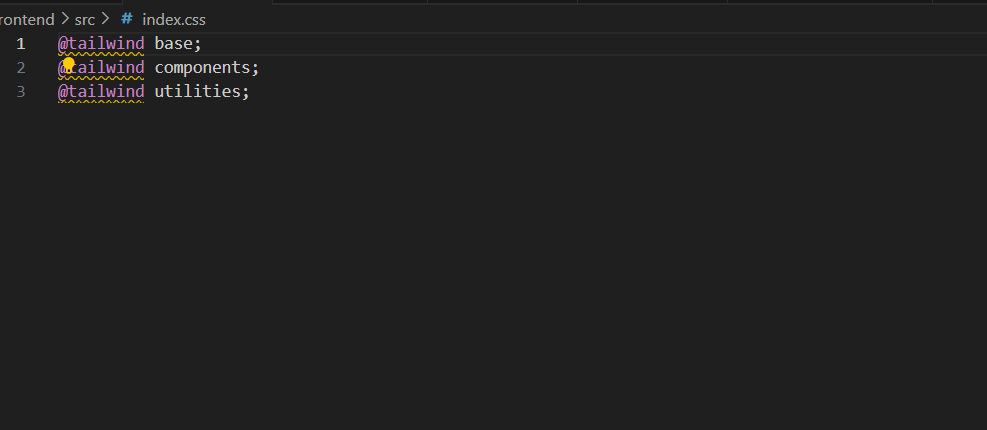 rontend > src > # index.css
1 @tailwind base;
2 @tailwind components;
3 @tailwind utilities;